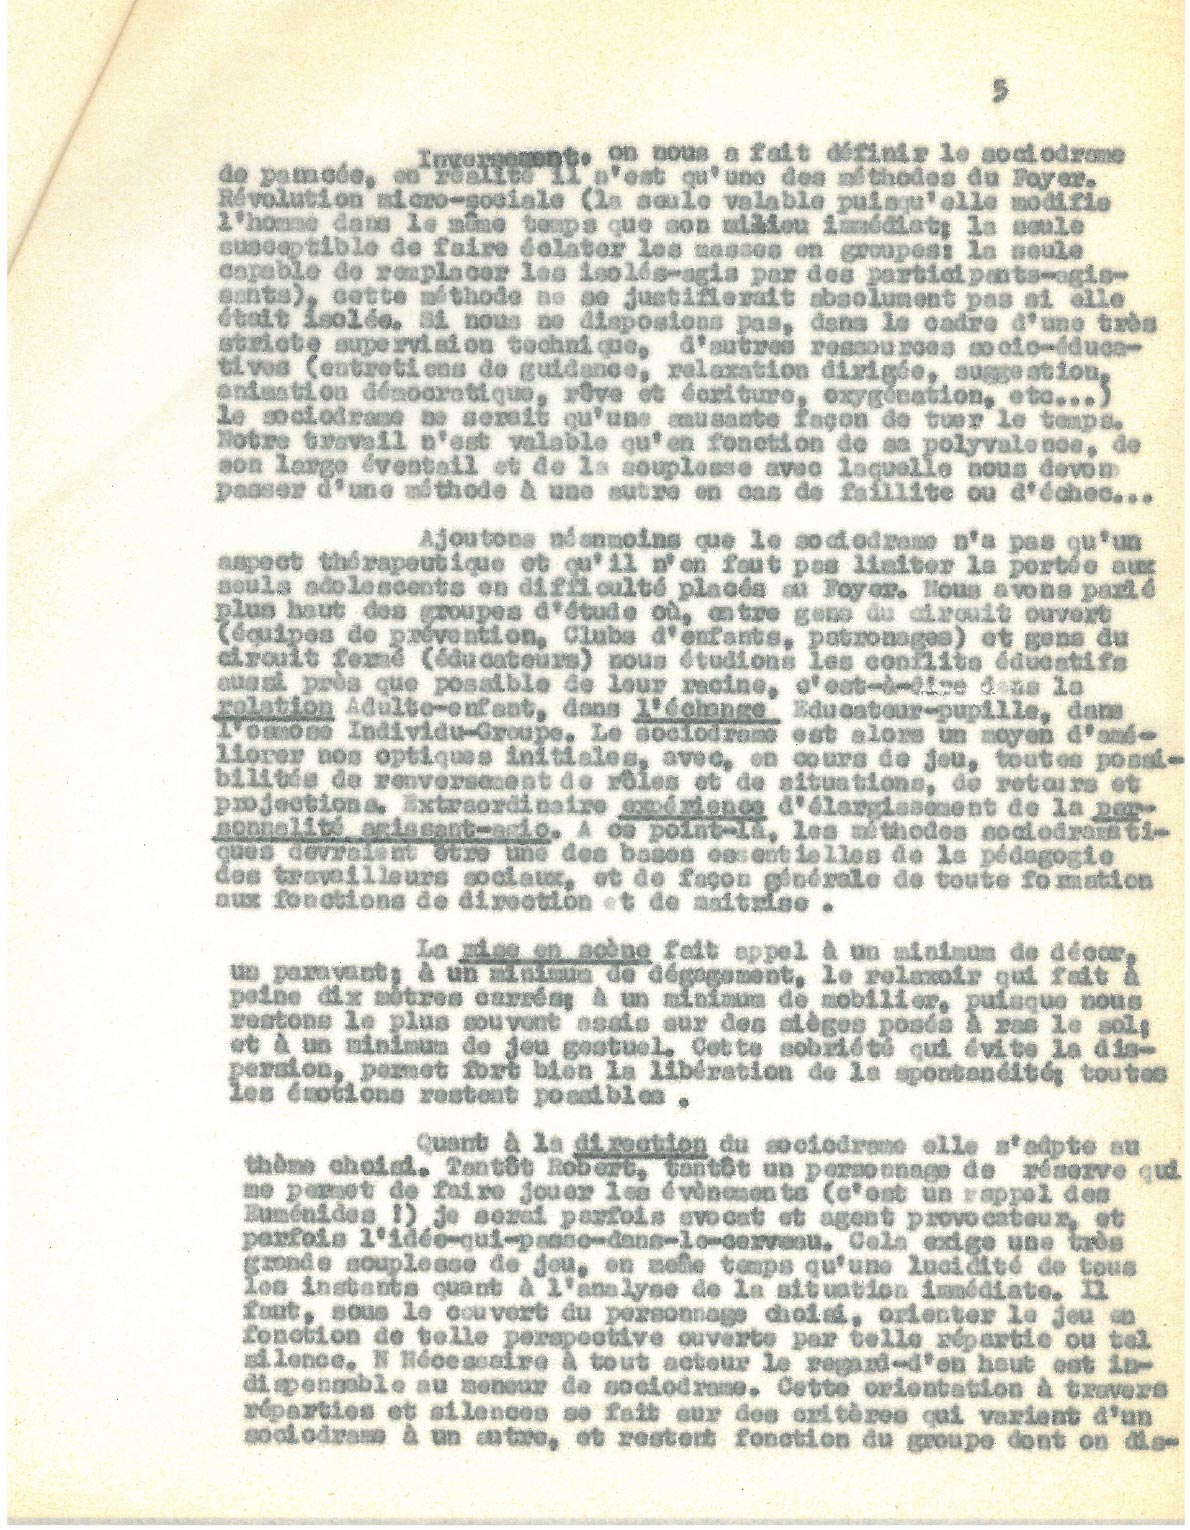 5
Inversement, on nous a fait définir le sociodrame
de panacée, en réalité il n'est qu'une des méthodes du Foyer.
Révolution micro-sociale (la seule valable puisqu'elle modifie
l'homme dans le même temps que son milieu immédiat; la seule
susceptible de faire éclater les masses en groupes; la seule
capable de remplacer les isolés-agis par des participants-agis-
sants), cette méthode ne se justifierait absolument pas si elle
était isolée. Si nous ne disposions pas, dans le cadre d'une très
stricte supervision technique, d'autres ressources socio-éduca-
tives (entretiens de guidance, relaxation dirigée, suggestion,
animation démocratique, rêve et écriture, oxygénation, etc...)
le sociodrame ne serait qu'une amusante façon de tuer le temps.
Notre travail n'est valable qu'en fonction de sa polyvalence, de
son large éventail et de la souplesse avec laquelle nous devon
passer d'une méthode à une autre en cas de faillite ou d'échec...
Ajoutons néanmoins que le sociodrame n'a pas qu'un
aspect thérapeutique et qu'il n'en faut pas limiter la portée aux
seuls adolescents en difficulté placés au Foyer. Nous avons parlé
plus haut des groupes d'étude où, entre gens du circuit ouvert
(équipes de prévention, Clubs d'enfants, patronages) et gens du
circuit fermé (éducateurs) nous étudions les conflits éducatifs
aussi près que possible de leur racine, c'est-à-dire dans la
relation Adulte-enfant, dans l'échange Educateur-pupille, dans
l'osmose Individu-Groupe. Le sociodrame est alors un moyen d'amé-
liorer nos optiques initiales, avec, en cours de jeu, toutes possi-
bilités de renversement de rôles et de situations, de retours et
projections. Extraordinaire expérience d'élargissement de la per-
sonnalité agissant-agie. A ce point-là, les méthodes sociodramati-
ques devraient être une des bases essentielles de la pédagogie
des travailleurs sociaux, et de façon générale de toute formation
aux fonctions de direction et de maitrise .
La mise en scène fait appel à un minimum de décor,
un paravant; à un minimum de dégagement, le relaxoir qui fait à
peine dix mètres carrés; à un minimum de mobilier, puisque nous
restons le plus souvent assis sur des sièges posés à ras le sol;
et à un minimum de jeu gestuel. Cette sobriété qui évite la dis-
persion, permet fort bien la libération de la spontanéité; toutes
les émotions restent possibles .
Quant à la direction du sociodrame elle s'adpte au
thème choisi. Tantôt Robert, tantôt un personnage de réserve qui
me permet de faire jouer les évènements (c'est un rappel des
Euménides !) je serai parfois avocat et agent provocateur, et
parfois l'idée-qui-passe-dans-le-cerveau. Cela exige une très
grande souplesse de jeu, en même temps qu'une lucidité de tous
les instants quant à l'analyse de la situation immédiate. Il
faut, sous le couvert du personnage choisi, orienter le jeu en
fonction de telle perspective ouverte par telle répartie ou tel
silence. N Nécessaire à tout acteur le regard-d'en haut est in-
dispensable au meneur de sociodrame. Cette orientation à travers
réparties et silences se fait sur des critères qui varient d'un
sociodrame à un autre, et restent fonction du groupe dont on dis-